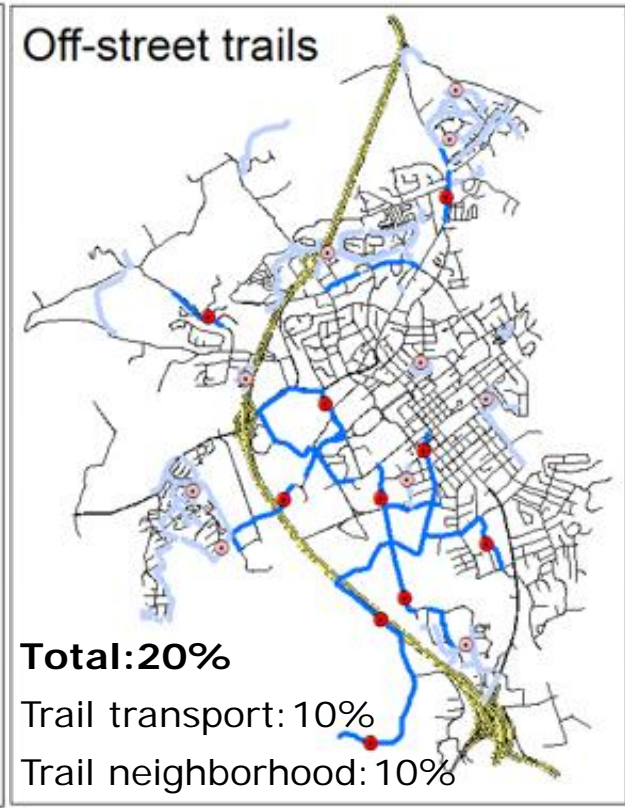 Off-street trails
Total:20%
Trail transport:10%
Trail neighborhood:10%